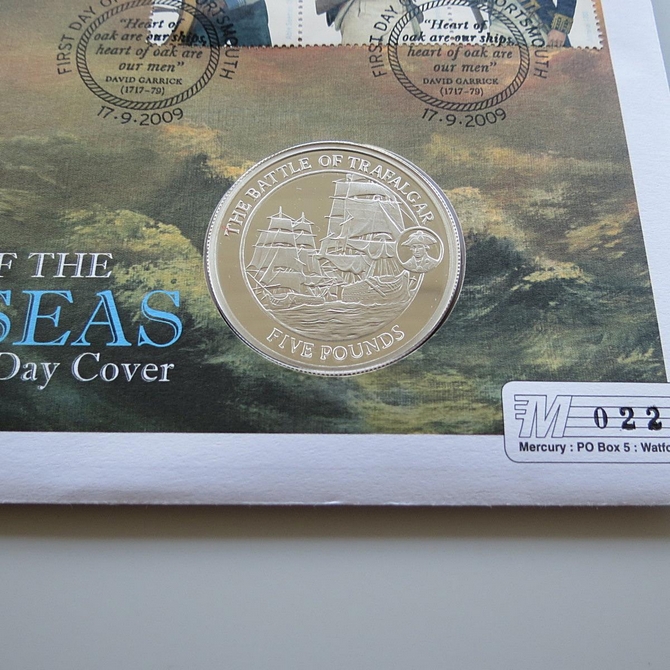 FIRST DAY OF
PORTSMOUTH
"Heart of
oak are our ships,
heart of oak are
our men"
DAVID GARRICK
(1717-79)
17·9·2009
FIRST DAY OF
PORTSMOUTH
"Heart of
oak are our ships,
heart of oak are
our men"
DAVID GARRICK
(1717-79)
17·9·2009
THE BATTLE OF TRAFALGAR
FIVE POUNDS
F THE
SEAS
Day Cover
M 022
Mercury : PO Box 5 : Watfo